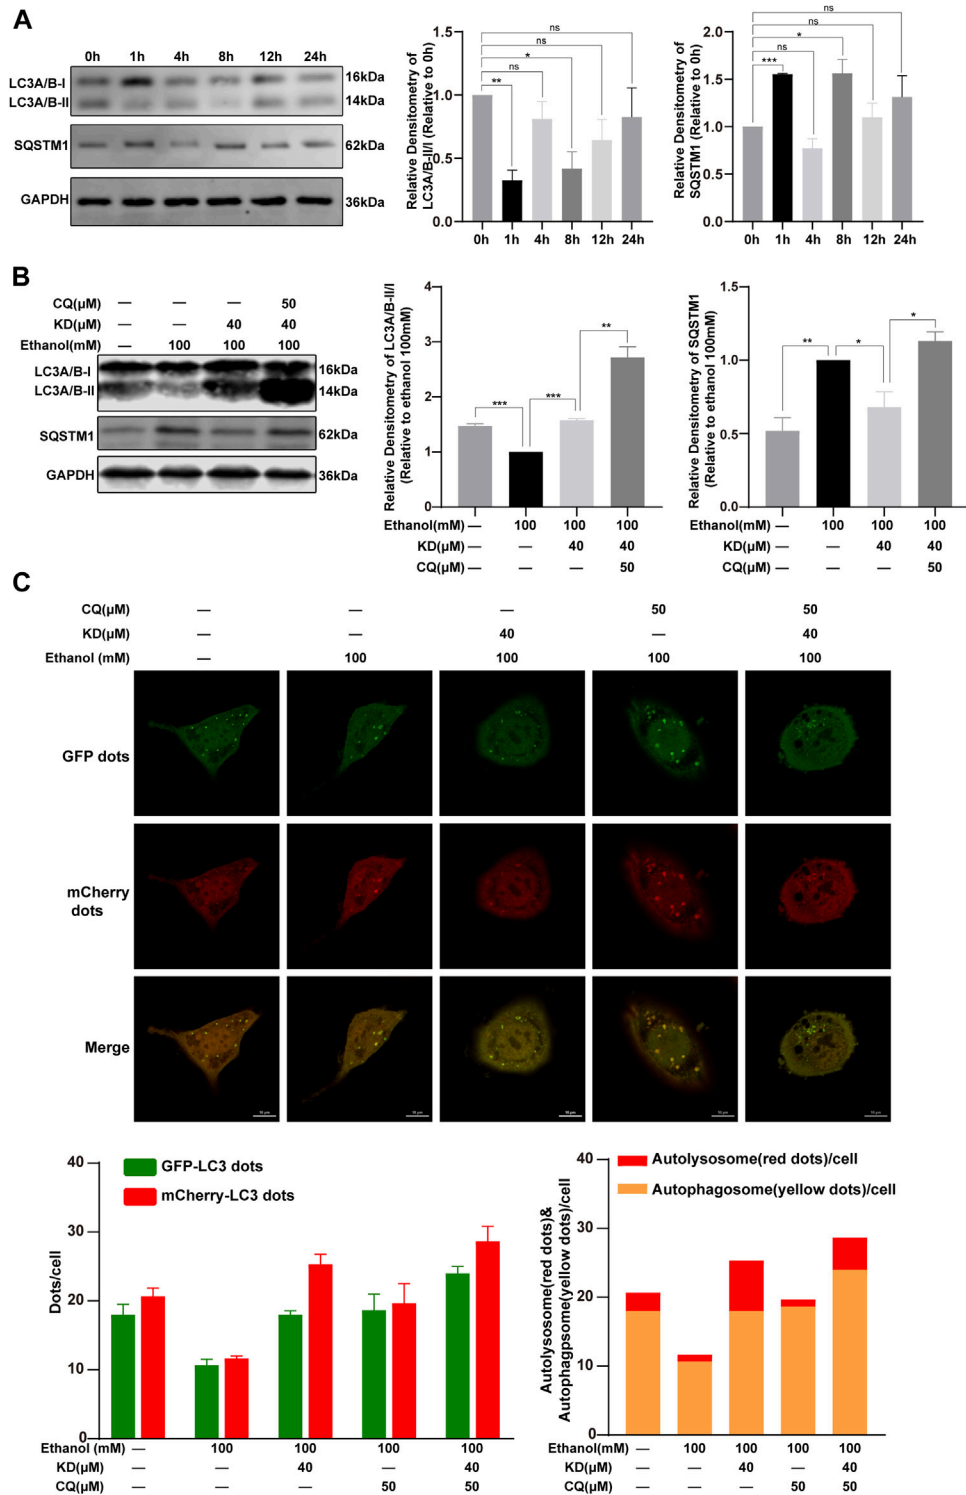 A
0h 1h 4h 8h 12h 24h
LC3A/B-I
LC3A/B-II
16kDa
14kDa
SQSTM1
62kDa
GAPDH
36kDa
Relative Densitometry of
LC3A/B-II/I (Relative to 0h)
1.5
1.0
0.5
0.0
ns
ns
*
ns
**
0h 1h 4h 8h 12h 24h
Relative Densitometry of
SQSTM1 (Relative to 0h)
2.0
1.5
1.0
0.5
0.0
ns
ns
*
ns
***
0h 1h 4h 8h 12h 24h
B
CQ(μM) — — — 50
KD(μM) — — 40 40
Ethanol(mM) — 100 100 100
LC3A/B-I
LC3A/B-II
16kDa
14kDa
SQSTM1
62kDa
GAPDH
36kDa
Relative Densitometry of LC3A/B-II/I
(Relative to ethanol 100mM)
4
3
2
1
0
***
***
**
Ethanol(mM) — 100 100 100
KD(μM) — — 40 40
CQ(μM) — — — 50
Relative Densitometry of SQSTM1
(Relative to ethanol 100mM)
1.5
1.0
0.5
0.0
**
*
*
Ethanol(mM) — 100 100 100
KD(μM) — — 40 40
CQ(μM) — — — 50
C
CQ(μM) — — — 50 50
KD(μM) — — 40 — 40
Ethanol (mM) — 100 100 100 100
GFP dots
mCherry
dots
Merge
10 μm 10 μm 10 μm 10 μm 10 μm
Dots/cell
40
30
20
10
0
GFP-LC3 dots
mCherry-LC3 dots
Ethanol (mM) — 100 100 100 100
KD(μM) — — 40 — 40
CQ(μM) — — — 50 50
Autolysosome(red dots)&
Autophagpsome(yellow dots)/cell
40
30
20
10
0
Autolysosome(red dots)/cell
Autophagosome(yellow dots)/cell
Ethanol(mM) — 100 100 100 100
KD(μM) — — 40 — 40
CQ(μM) — — — 50 50